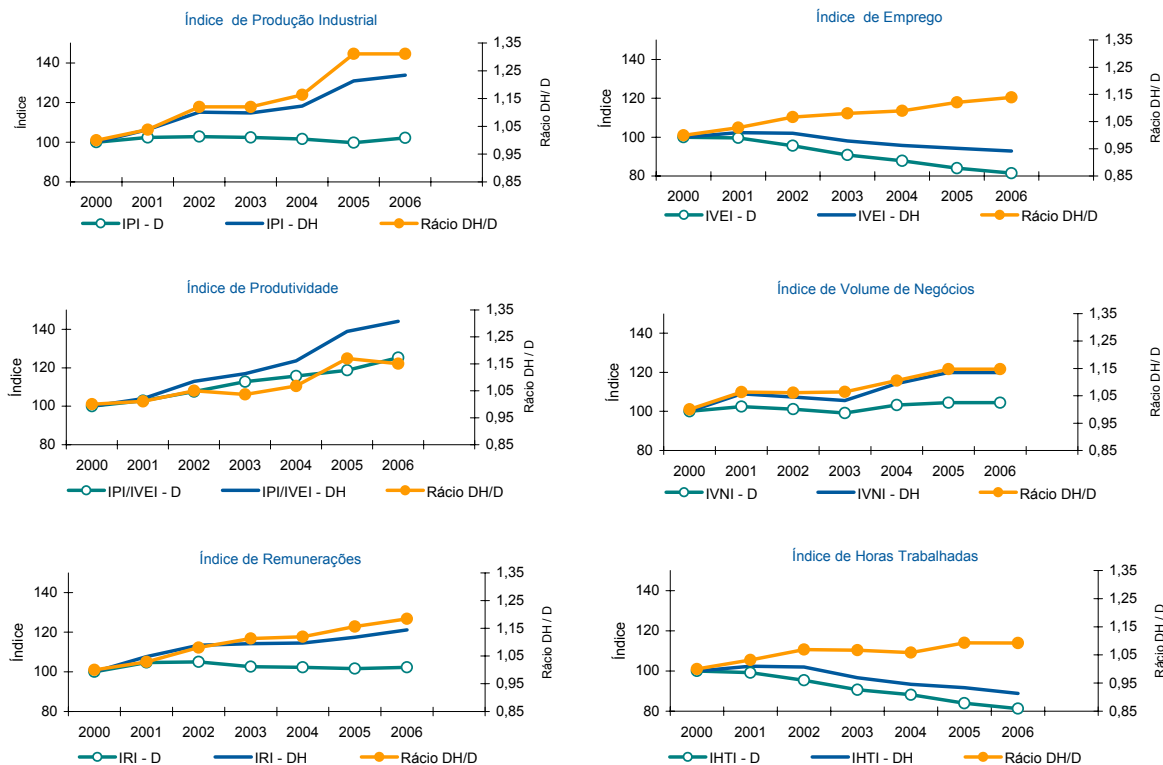 Índice de Produção Industrial
Índice
140
120
100
80
1,35
1,25
1,15
1,05
0,95
0,85
Rácio DH/ D
2000 2001 2002 2003 2004 2005 2006
IPI - D IPI - DH Rácio DH/D
Índice de Emprego
Índice
140
120
100
80
1,35
1,25
1,15
1,05
0,95
0,85
Rácio DH / D
2000 2001 2002 2003 2004 2005 2006
IVEI - D IVEI - DH Rácio DH/D
Índice de Produtividade
Índice
140
120
100
80
1,35
1,25
1,15
1,05
0,95
0,85
Rácio DH / D
2000 2001 2002 2003 2004 2005 2006
IPI/IVEI - D IPI/IVEI - DH Rácio DH/D
Índice de Volume de Negócios
Índice
140
120
100
80
1,35
1,25
1,15
1,05
0,95
0,85
Rácio DH / D
2000 2001 2002 2003 2004 2005 2006
IVNI - D IVNI - DH Rácio DH/D
Índice de Remunerações
Índice
140
120
100
80
1,35
1,25
1,15
1,05
0,95
0,85
Rácio DH / D
2000 2001 2002 2003 2004 2005 2006
IRI - D IRI - DH Rácio DH/D
Índice de Horas Trabalhadas
Índice
140
120
100
80
1,35
1,25
1,15
1,05
0,95
0,85
Rácio DH / D
2000 2001 2002 2003 2004 2005 2006
IHTI - D IHTI - DH Rácio DH/D